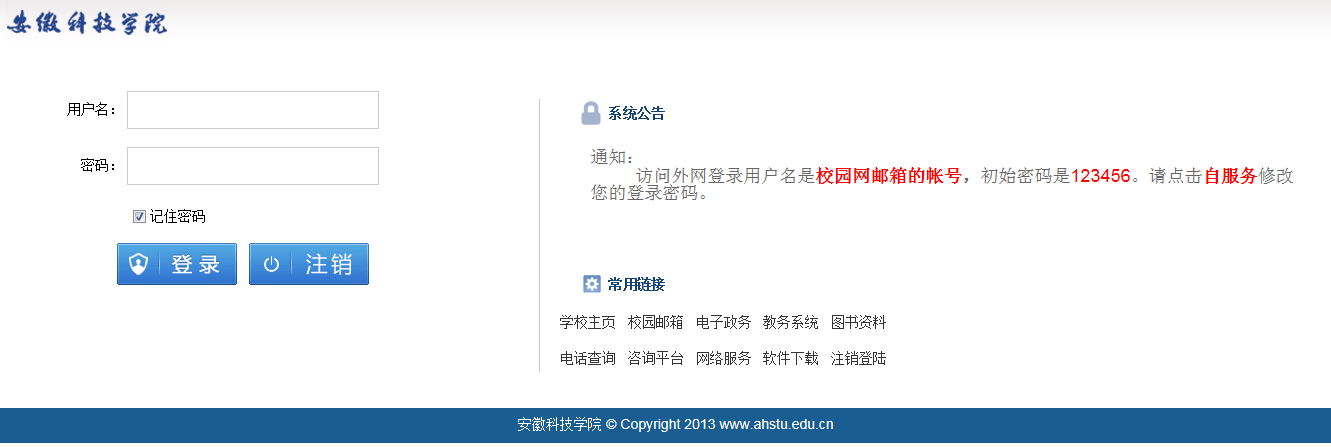 安徽科技学院
用户名：
密码：
记住密码
登录 注销
系统公告
通知：
访问外网登录用户名是校园网邮箱的帐号，初始密码是123456。请点击自服务修改
您的登录密码。
常用链接
学校主页 校园邮箱 电子政务 教务系统 图书资料
电话查询 咨询平台 网络服务 软件下载 注销登陆
安徽科技学院 © Copyright 2013 www.ahstu.edu.cn